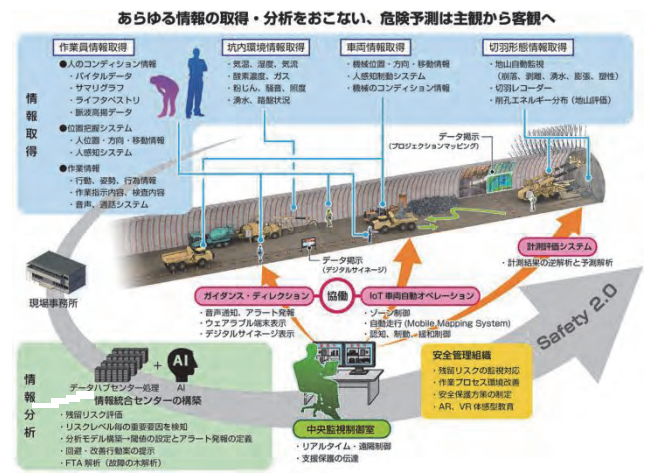 あらゆる情報の取得・分析をおこない、危険予測は主観から客観へ
情報取得
作業員情報取得
●人のコンディション情報
・バイタルデータ
・サマリグラフ
・ライフタペストリ
・脈波高揚データ
●位置把握システム
・人位置・方向・移動情報
・人感知システム
●作業情報
・行動、姿勢、行為情報
・作業指示内容、検査内容
・音声、通話システム
坑内環境情報取得
・気温、湿度、気流
・酸素濃度、ガス
・粉じん、騒音、照度
・湧水、踏盤状況
車両情報取得
・機械位置・方向・移動情報
・人感知制動システム
・機械のコンディション情報
切羽形態情報取得
・地山自動監視
（崩落、剥離、湧水、膨張、塑性）
・切羽レコーダー
・削孔エネルギー分布（地山評価）
データ掲示
（プロジェクションマッピング）
データ掲示
（デジタルサイネージ）
計測評価システム
・計測結果の逆解析と予測解析
現場事務所
ガイダンス・ディレクション
協働
IoT 車両自動オペレーション
・音声通知、アラート発報
・ウェアラブル端末表示
・デジタルサイネージ表示
・ゾーン制御
・自動走行 (Mobile Mapping System)
・認知、制動、緩和制御
Safety 2.0
情報分析
データハブセンター処理
+
AI
AI
情報統合センターの構築
・残留リスク評価
・リスクレベル毎の重要要因を検知
・分析モデル構築→閾値の設定とアラート発報の定義
・回避・改善行動案の提示
・FTA 解析（故障の木解析）
中央監視制御室
・リアルタイム・遠隔制御
・支援保護の伝達
安全管理組織
・残留リスクの監視対応
・作業プロセス環境改善
・安全保護方策の制定
・AR、VR 体感型教育